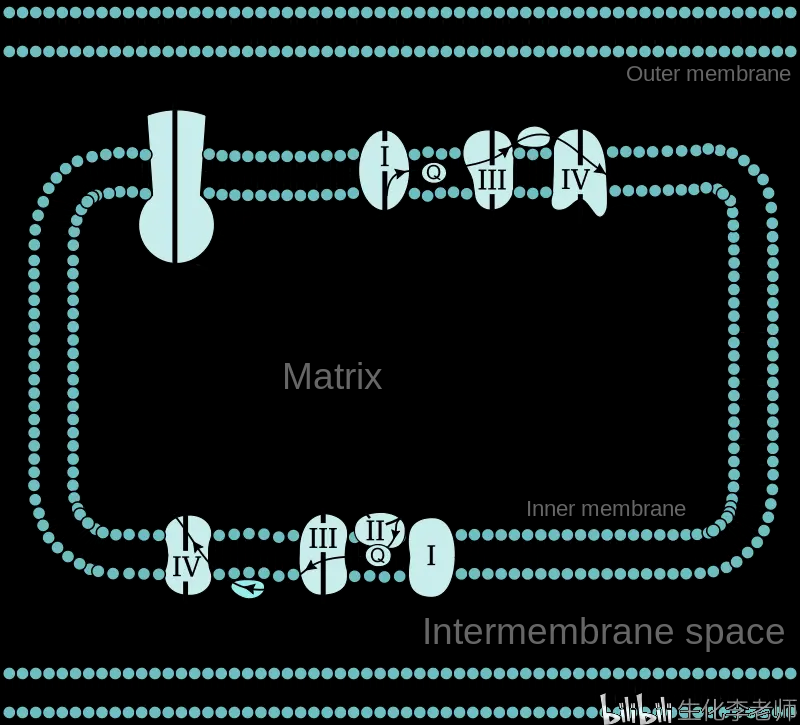 Outer membrane
I
Q
III
IV
Matrix
Inner membrane
III
II
Q
I
IV
Intermembrane space
bilibili 生化李老师